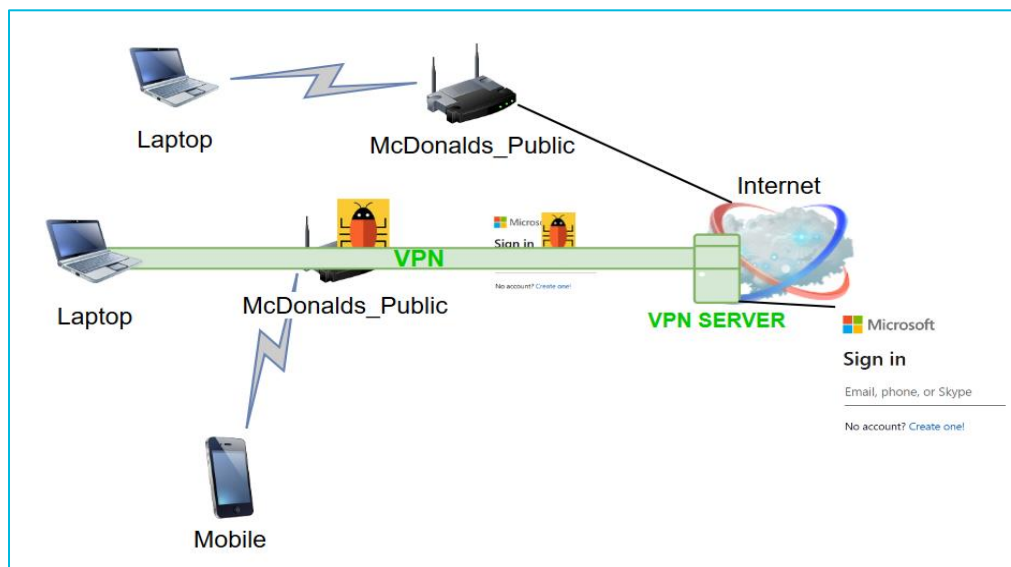 Laptop
McDonalds_Public
Internet
Micros
Sign in
VPN
No account? Create one!
McDonalds_Public
Laptop
VPN SERVER
Microsoft
Sign in
Email, phone, or Skype
No account? Create one!
Mobile